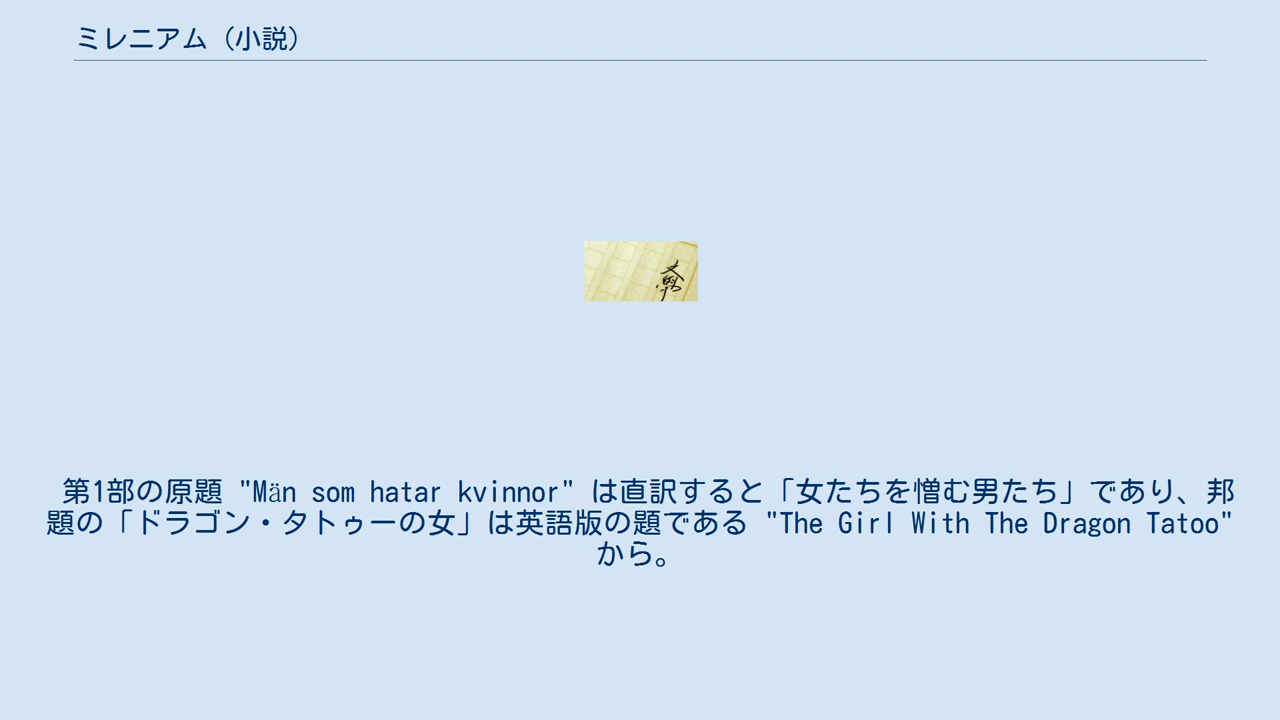 ミレニアム（小説）
第1部の原題 "Män som hatar kvinnor" は直訳すると「女たちを憎む男たち」であり、邦
題の「ドラゴン・タトゥーの女」は英語版の題である "The Girl With The Dragon Tatoo"
から。